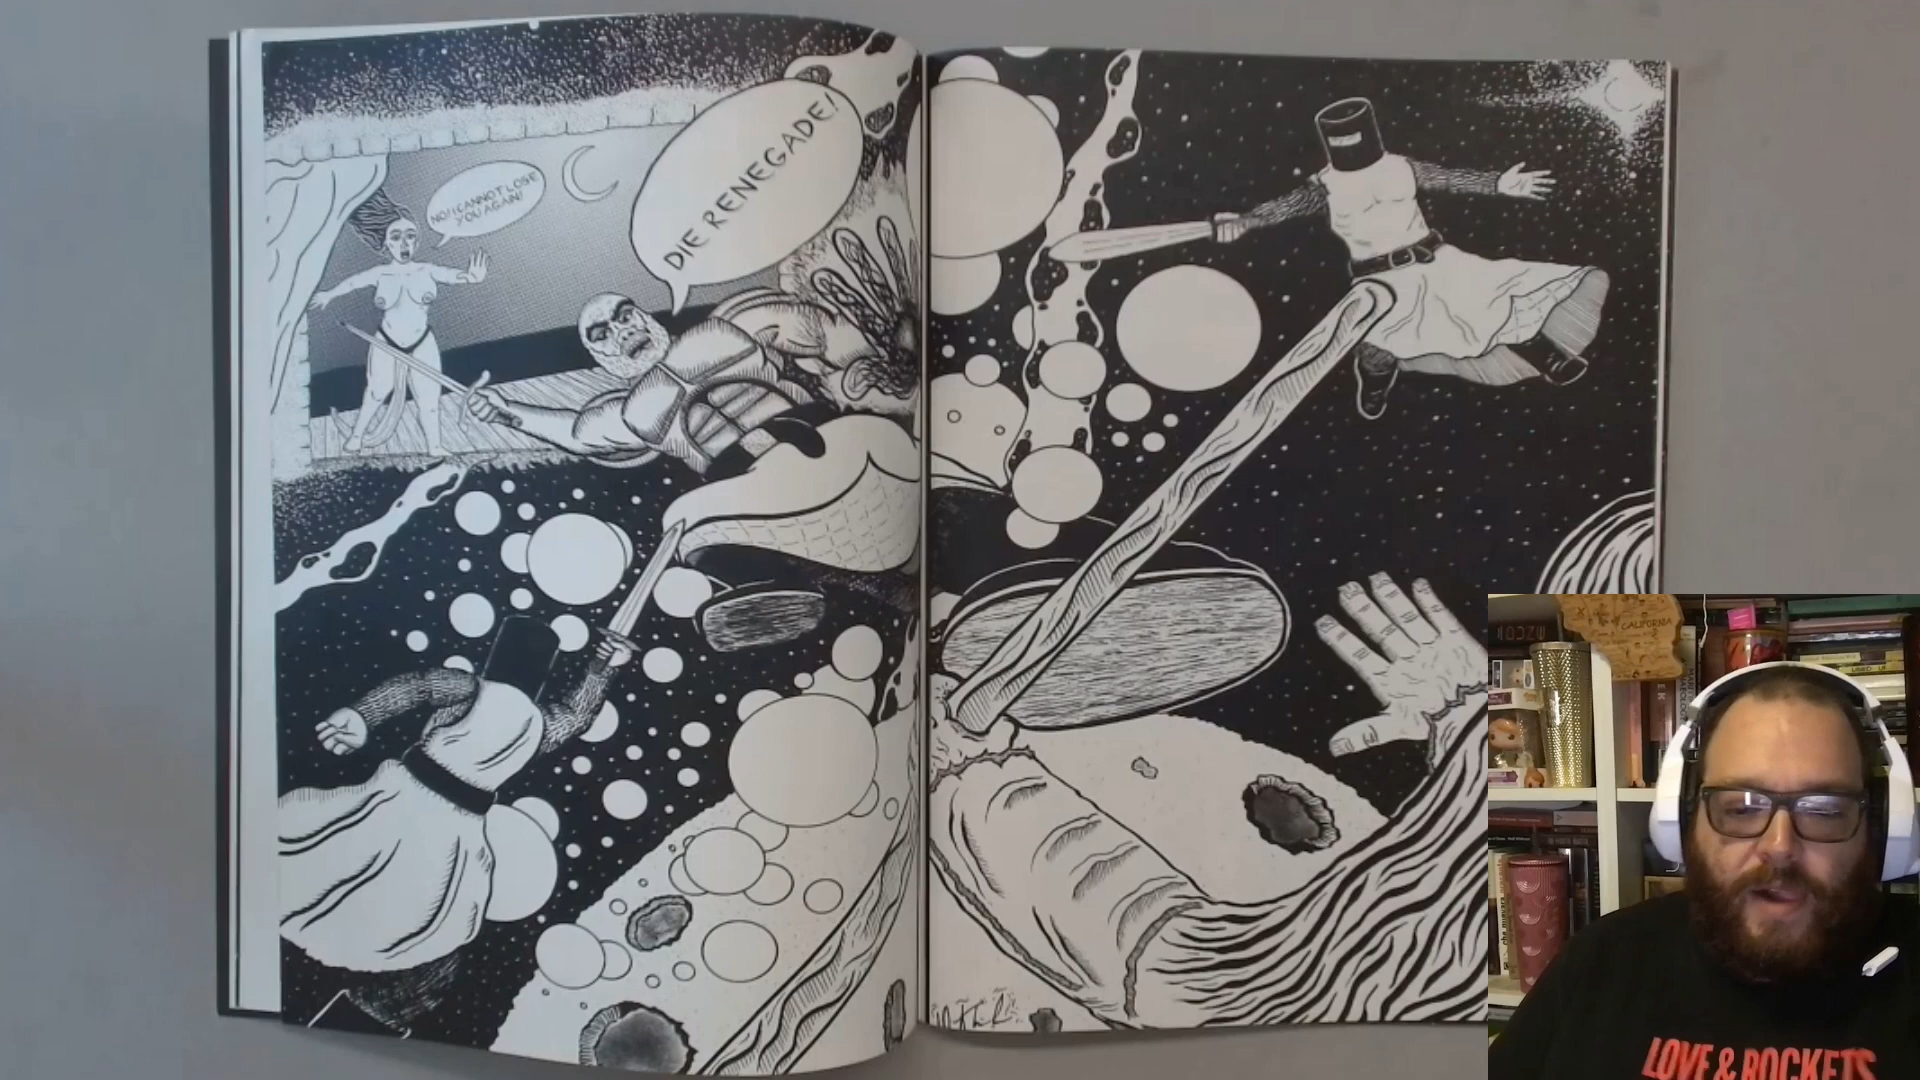 NO! I CANNOT LOSE
YOU AGAIN!
DIE RENEGADE!
CALIFORNIA
LOVE & ROCKETS